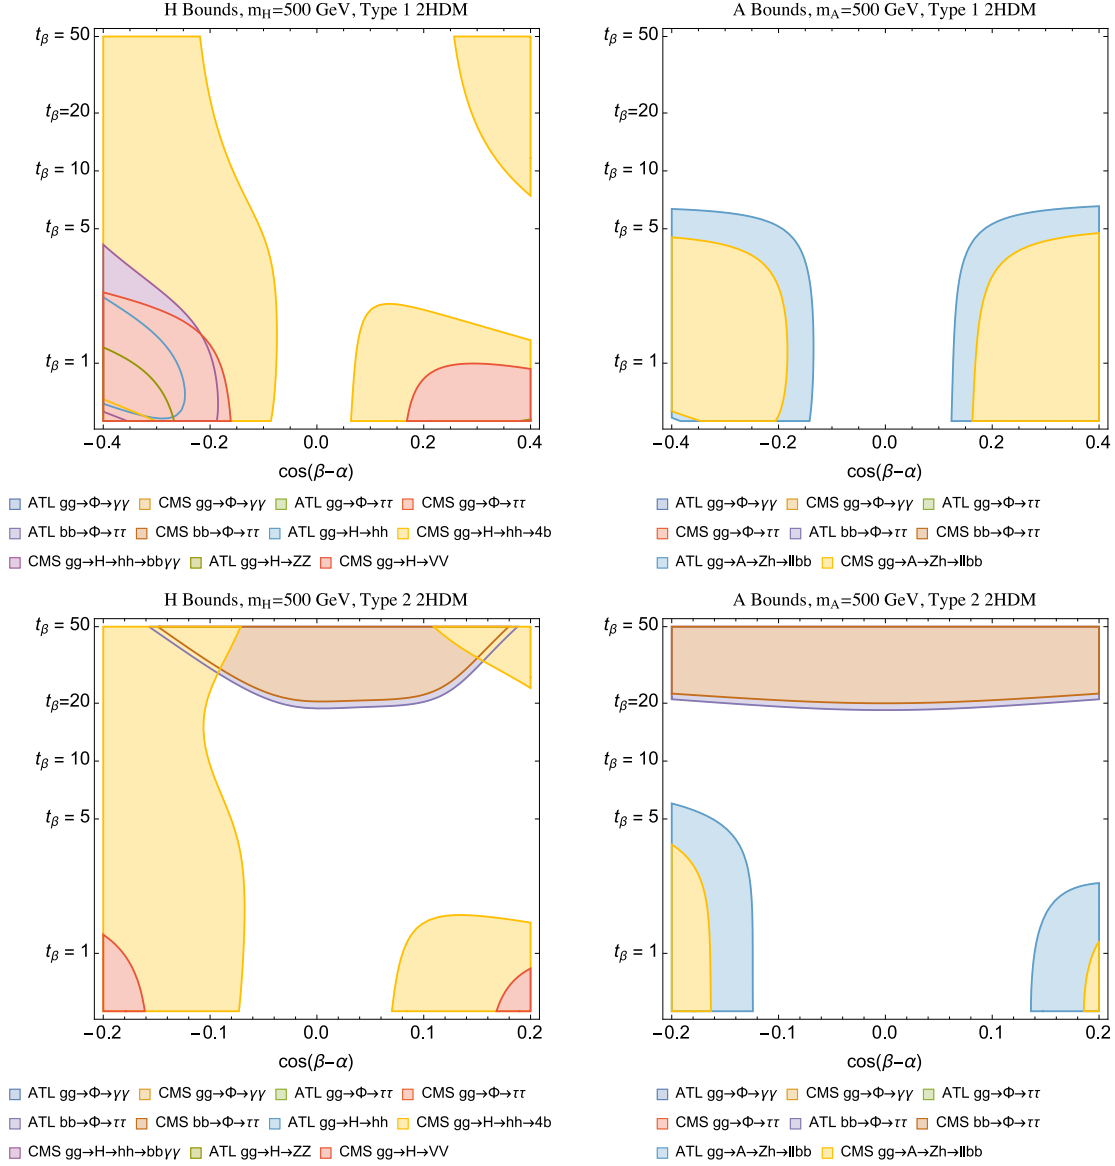 H Bounds, m_H=500 GeV, Type 1 2HDM
t_β = 50
t_β=20
t_β = 10
t_β = 5
t_β = 1
-0.4 -0.2 0.0 0.2 0.4
cos(β-α)
ATL gg→Φ→γγ CMS gg→Φ→γγ ATL gg→Φ→ττ CMS gg→Φ→ττ
ATL bb→Φ→ττ CMS bb→Φ→ττ ATL gg→H→hh CMS gg→H→hh→4b
CMS gg→H→hh→bbγγ ATL gg→H→ZZ CMS gg→H→VV
A Bounds, m_A=500 GeV, Type 1 2HDM
t_β = 50
t_β=20
t_β = 10
t_β = 5
t_β = 1
-0.4 -0.2 0.0 0.2 0.4
cos(β-α)
ATL gg→Φ→γγ CMS gg→Φ→γγ ATL gg→Φ→ττ
CMS gg→Φ→ττ ATL bb→Φ→ττ CMS bb→Φ→ττ
ATL gg→A→Zh→llbb CMS gg→A→Zh→llbb
H Bounds, m_H=500 GeV, Type 2 2HDM
t_β = 50
t_β=20
t_β = 10
t_β = 5
t_β = 1
-0.2 -0.1 0.0 0.1 0.2
cos(β-α)
ATL gg→Φ→γγ CMS gg→Φ→γγ ATL gg→Φ→ττ CMS gg→Φ→ττ
ATL bb→Φ→ττ CMS bb→Φ→ττ ATL gg→H→hh CMS gg→H→hh→4b
CMS gg→H→hh→bbγγ ATL gg→H→ZZ CMS gg→H→VV
A Bounds, m_A=500 GeV, Type 2 2HDM
t_β = 50
t_β=20
t_β = 10
t_β = 5
t_β = 1
-0.2 -0.1 0.0 0.1 0.2
cos(β-α)
ATL gg→Φ→γγ CMS gg→Φ→γγ ATL gg→Φ→ττ
CMS gg→Φ→ττ ATL bb→Φ→ττ CMS bb→Φ→ττ
ATL gg→A→Zh→llbb CMS gg→A→Zh→llbb